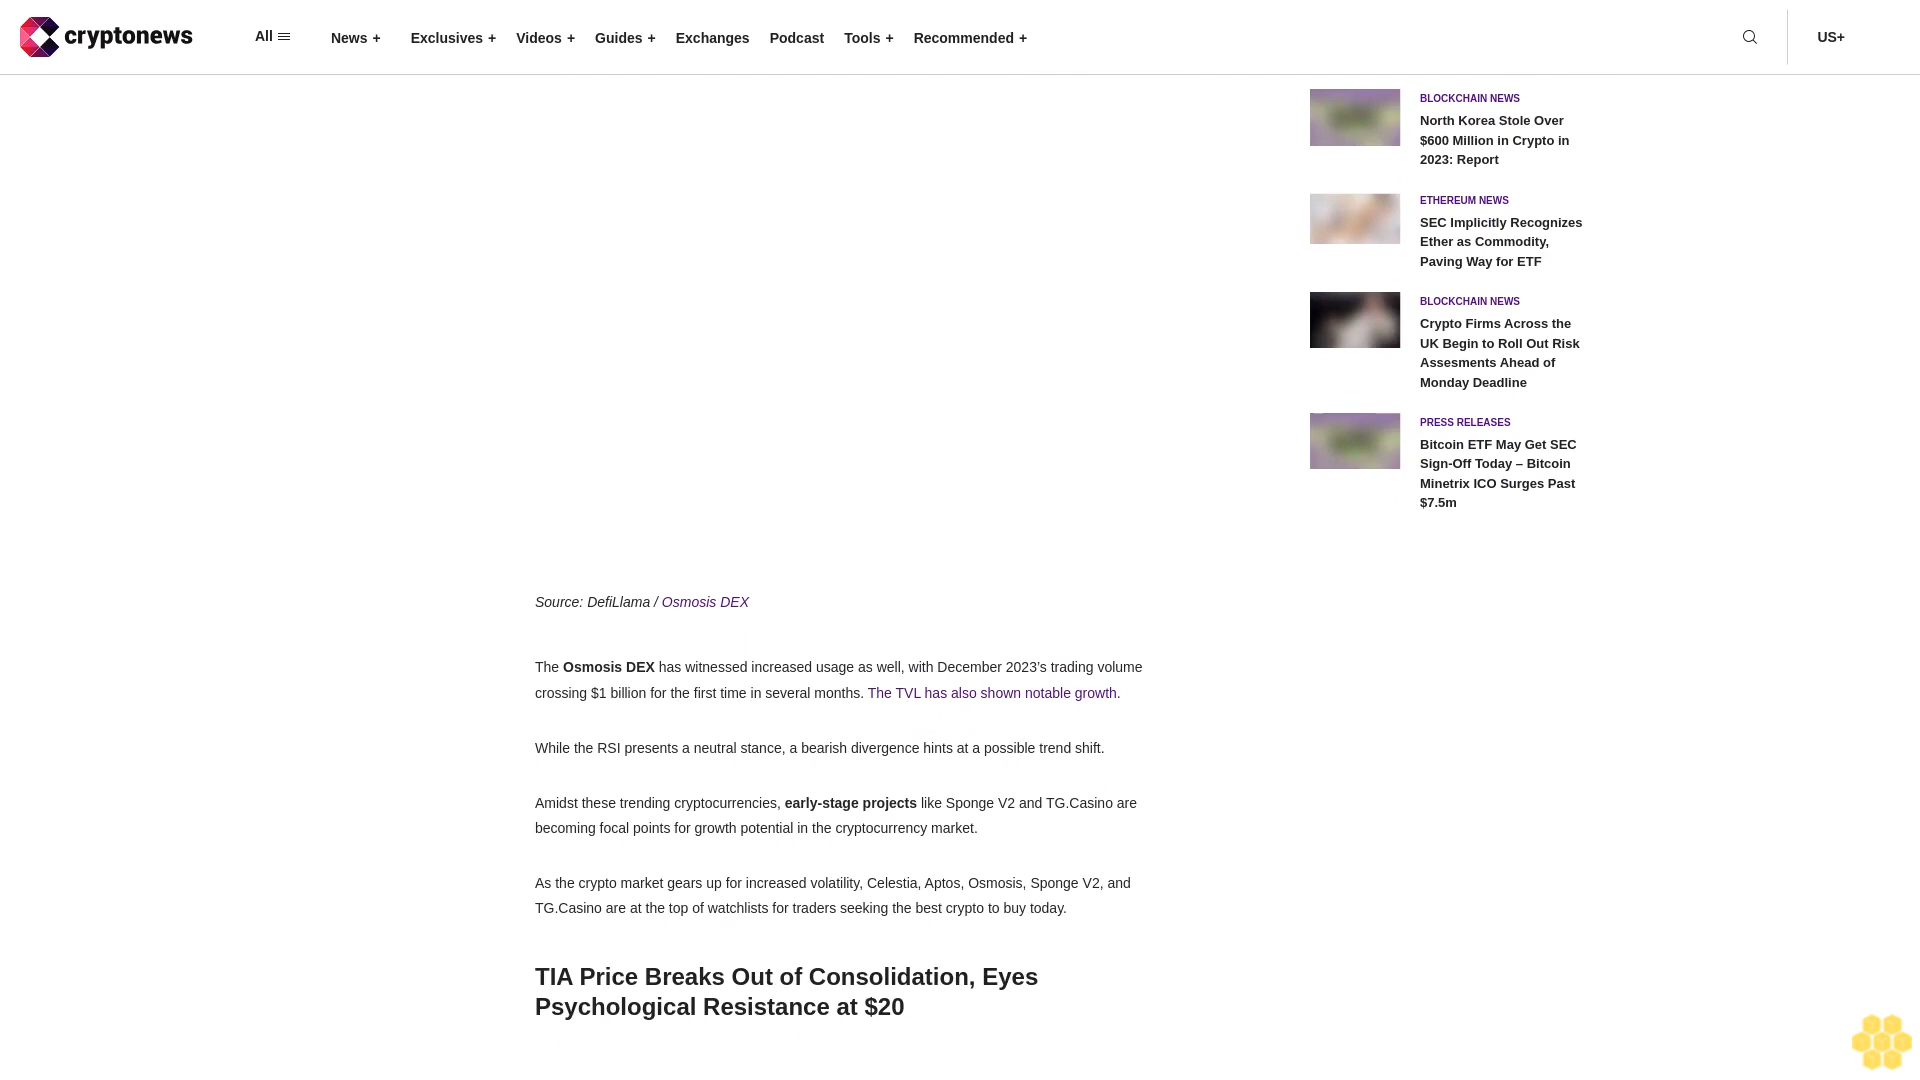 cryptonews
All
News +
Exclusives +
Videos +
Guides +
Exchanges
Podcast
Tools +
Recommended +
US+
BLOCKCHAIN NEWS
North Korea Stole Over
$600 Million in Crypto in
2023: Report
ETHEREUM NEWS
SEC Implicitly Recognizes
Ether as Commodity,
Paving Way for ETF
BLOCKCHAIN NEWS
Crypto Firms Across the
UK Begin to Roll Out Risk
Assesments Ahead of
Monday Deadline
PRESS RELEASES
Bitcoin ETF May Get SEC
Sign-Off Today – Bitcoin
Minetrix ICO Surges Past
$7.5m
Source: DefiLlama / Osmosis DEX
The Osmosis DEX has witnessed increased usage as well, with December 2023’s trading volume
crossing $1 billion for the first time in several months. The TVL has also shown notable growth.
While the RSI presents a neutral stance, a bearish divergence hints at a possible trend shift.
Amidst these trending cryptocurrencies, early-stage projects like Sponge V2 and TG.Casino are
becoming focal points for growth potential in the cryptocurrency market.
As the crypto market gears up for increased volatility, Celestia, Aptos, Osmosis, Sponge V2, and
TG.Casino are at the top of watchlists for traders seeking the best crypto to buy today.
TIA Price Breaks Out of Consolidation, Eyes
Psychological Resistance at $20